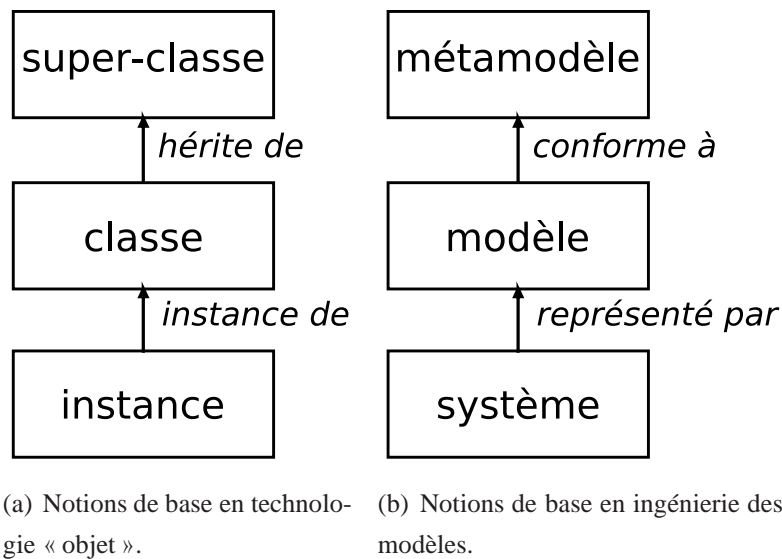 super-classe
hérite de
classe
instance de
instance
(a) Notions de base en technolo-
gie « objet ».
métamodèle
conforme à
modèle
représenté par
système
(b) Notions de base en ingénierie des
modèles.